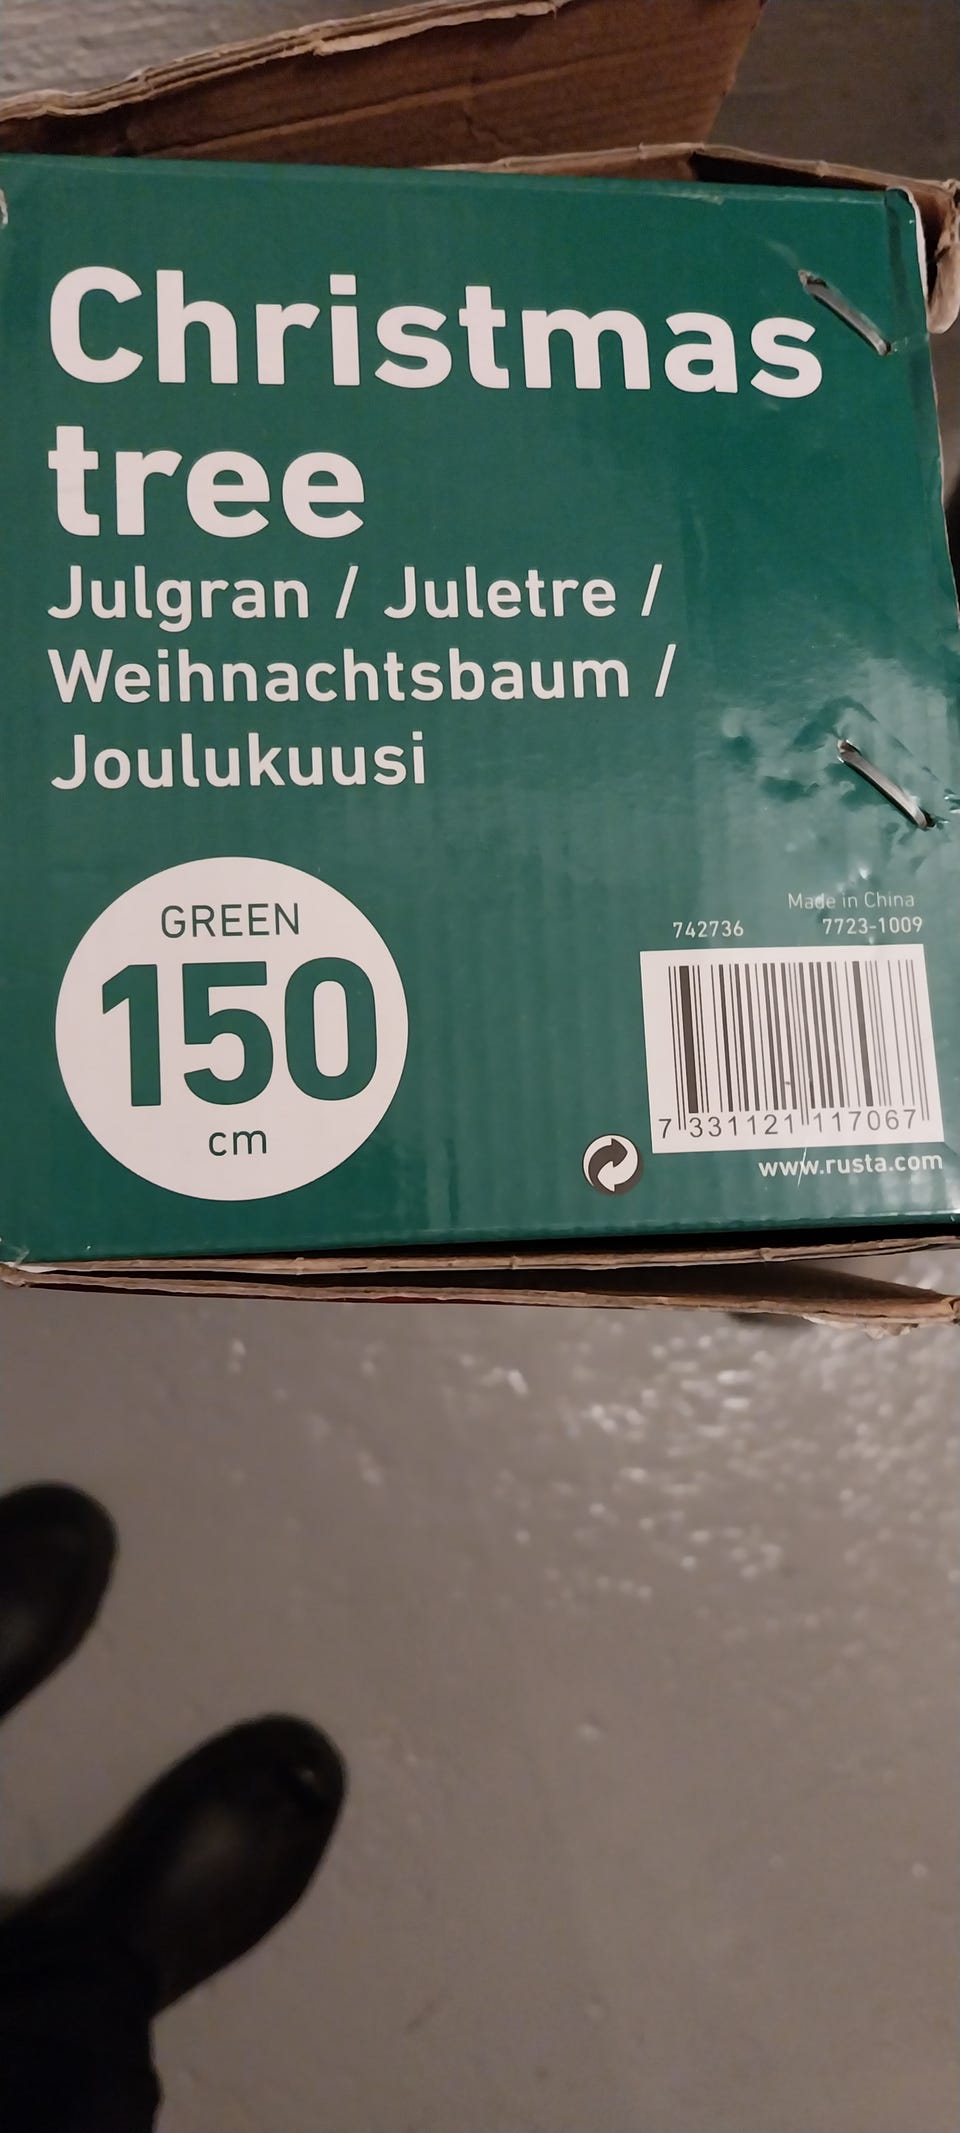 Christmas
tree
Julgran / Juletre /
Weihnachtsbaum /
Joulukuusi
GREEN
150
cm
Made in China
742736 7723-1009
7 331121 117067
www.rusta.com